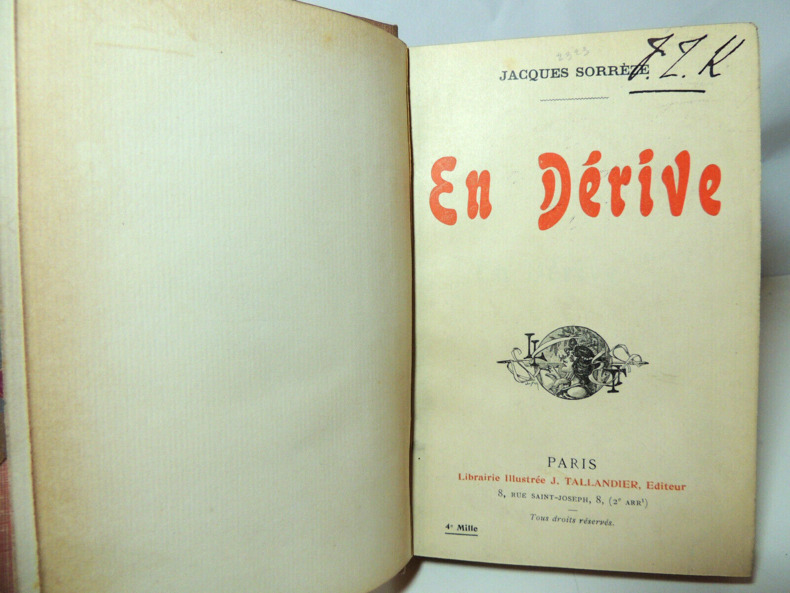 JACQUES SORRÈZE
J. Z. K
En Dérive
L I T
PARIS
Librairie Illustrée J. TALLANDIER, Editeur
8, RUE SAINT-JOSEPH, 8, (2e ARRt)
Tous droits réservés.
4e Mille